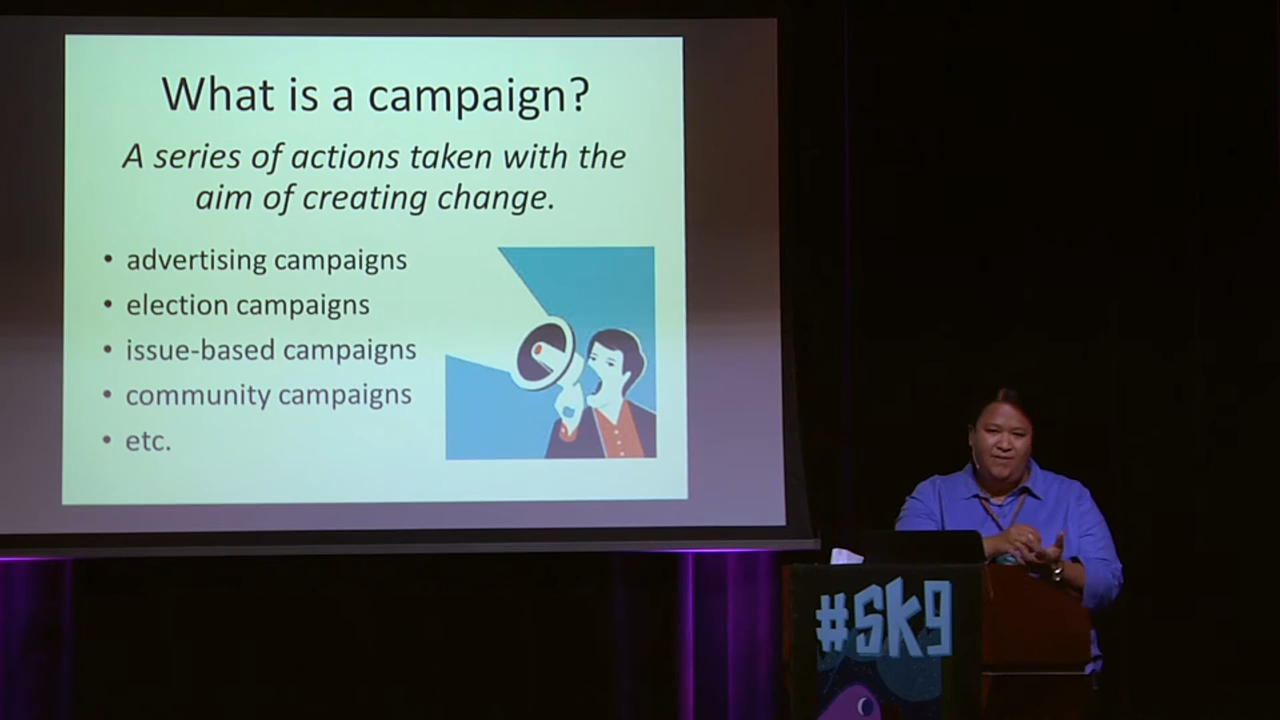 What is a campaign?
A series of actions taken with the
aim of creating change.
• advertising campaigns
• election campaigns
• issue-based campaigns
• community campaigns
• etc.
#sk9